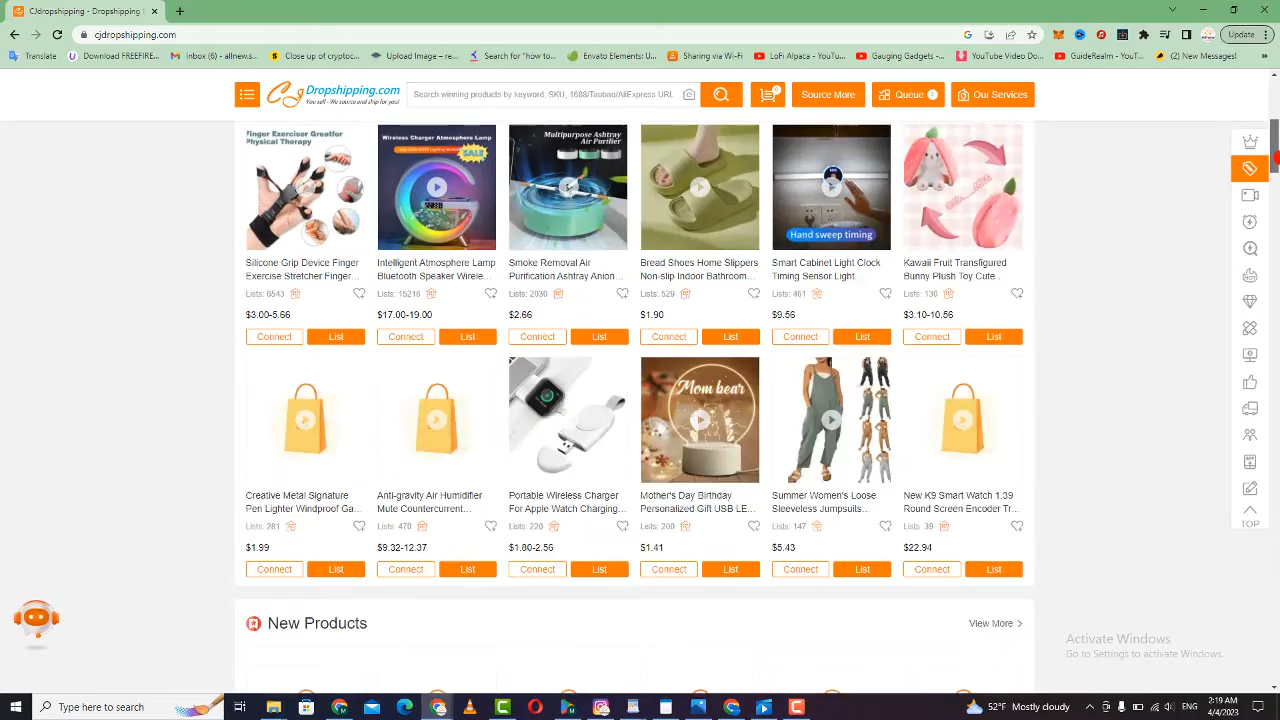 Cjdropshipping - Dropshipping
cjdropshipping.com
Update
Translate
Download Free
Gmail
Inbox (6) -
Close up of cryptoc
Upload and Downlo
Search for "how to
Envato Elements
Sharing Via-W
LoFi GuideRealm - YouT
Gaming Gadgets - Y
GuideREALM - YouT
(2) New Messages
Cj Dropshipping.com
You sell - We source and ship for you!
Search winning products by keyword, SKU, 1688/Taobao/AliExpress URL
0
Source More
Queue
Our Services
Finger Exerciser Greatfor
Physical Therapy
Wireless Charger Atmosphere Lamp
SALE
Multipurpose Ashtray
Air Purifier
Hand sweep timing
Silicone Grip Device Finger
Exercise Stretcher Finger...
Intelligent Atmosphere Lamp
Bluetooth Speaker Wirele...
Smoke Removal Air
Purification Ashtray Anion...
Bread Shoes Home Slippers
Non-slip Indoor Bathroom...
Smart Cabinet Light Clock
Timing Sensor Light
Kawaii Fruit Transfigured
Bunny Plush Toy Cute...
Lists: 6543
Lists: 15216
Lists: 2030
Lists: 529
Lists: 461
Lists: 130
$3.00-5.66
$17.00-19.00
$2.66
$1.90
$9.56
$3.10-10.56
Connect List Connect List Connect List Connect List Connect List Connect List
Mom bear
Creative Metal Signature
Pen Lighter Windproof Ga...
Anti-gravity Air Humidifier
Mute Countercurrent...
Portable Wireless Charger
For Apple Watch Charging...
Mother's Day Birthday
Personalized Gift USB LE...
Summer Women's Loose
Sleeveless Jumpsuits...
New K9 Smart Watch 1.39
Round Screen Encoder Tr...
Lists: 281
Lists: 470
Lists: 220
Lists: 200
Lists: 147
Lists: 39
$1.99
$9.32-12.37
$1.80-2.56
$1.41
$5.43
$22.94
Connect List Connect List Connect List Connect List Connect List Connect List
New Products
View More
TOP
Activate Windows
Go to Settings to activate Windows.
Type here to search
52°F Mostly cloudy
ENG
2:19 AM
4/4/2023